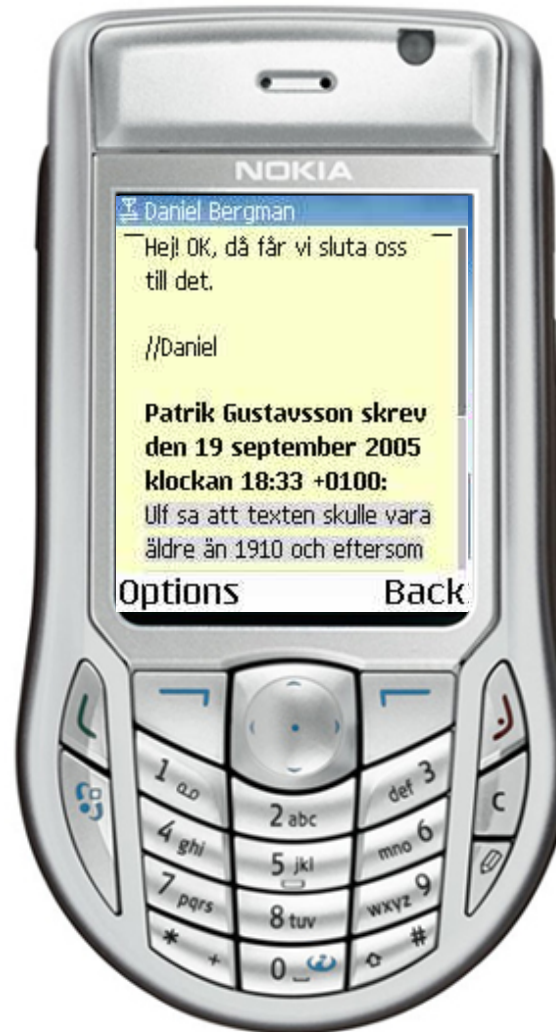 NOKIA
Daniel Bergman
Hej! OK, då får vi sluta oss
till det.
//Daniel
Patrik Gustavsson skrev
den 19 september 2005
klockan 18:33 +0100:
Ulf sa att texten skulle vara
äldre än 1910 och eftersom
Options Back
1
2 abc
def 3
4 ghi
5 jkl
mno 6
7 pqrs
8 tuv
wxyz 9
* +
0
#
C